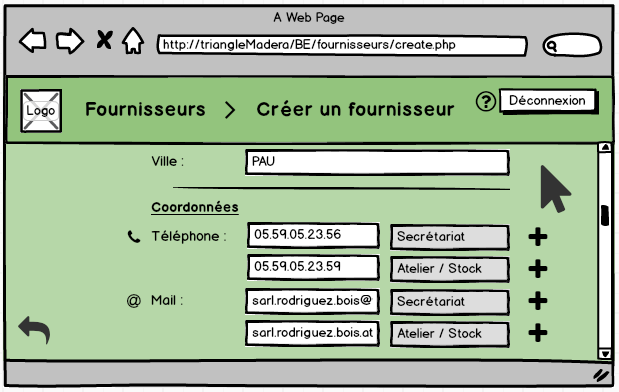 A Web Page
http://triangleMadera/BE/fournisseurs/create.php
Logo
Fournisseurs > Créer un fournisseur
?
Déconnexion
Ville : PAU
Coordonnées
Téléphone : 05.59.05.23.56 Secrétariat +
05.59.05.23.59 Atelier / Stock +
@ Mail : sarl.rodriguez.bois@ Secrétariat +
sarl.rodriguez.bois.at Atelier / Stock +